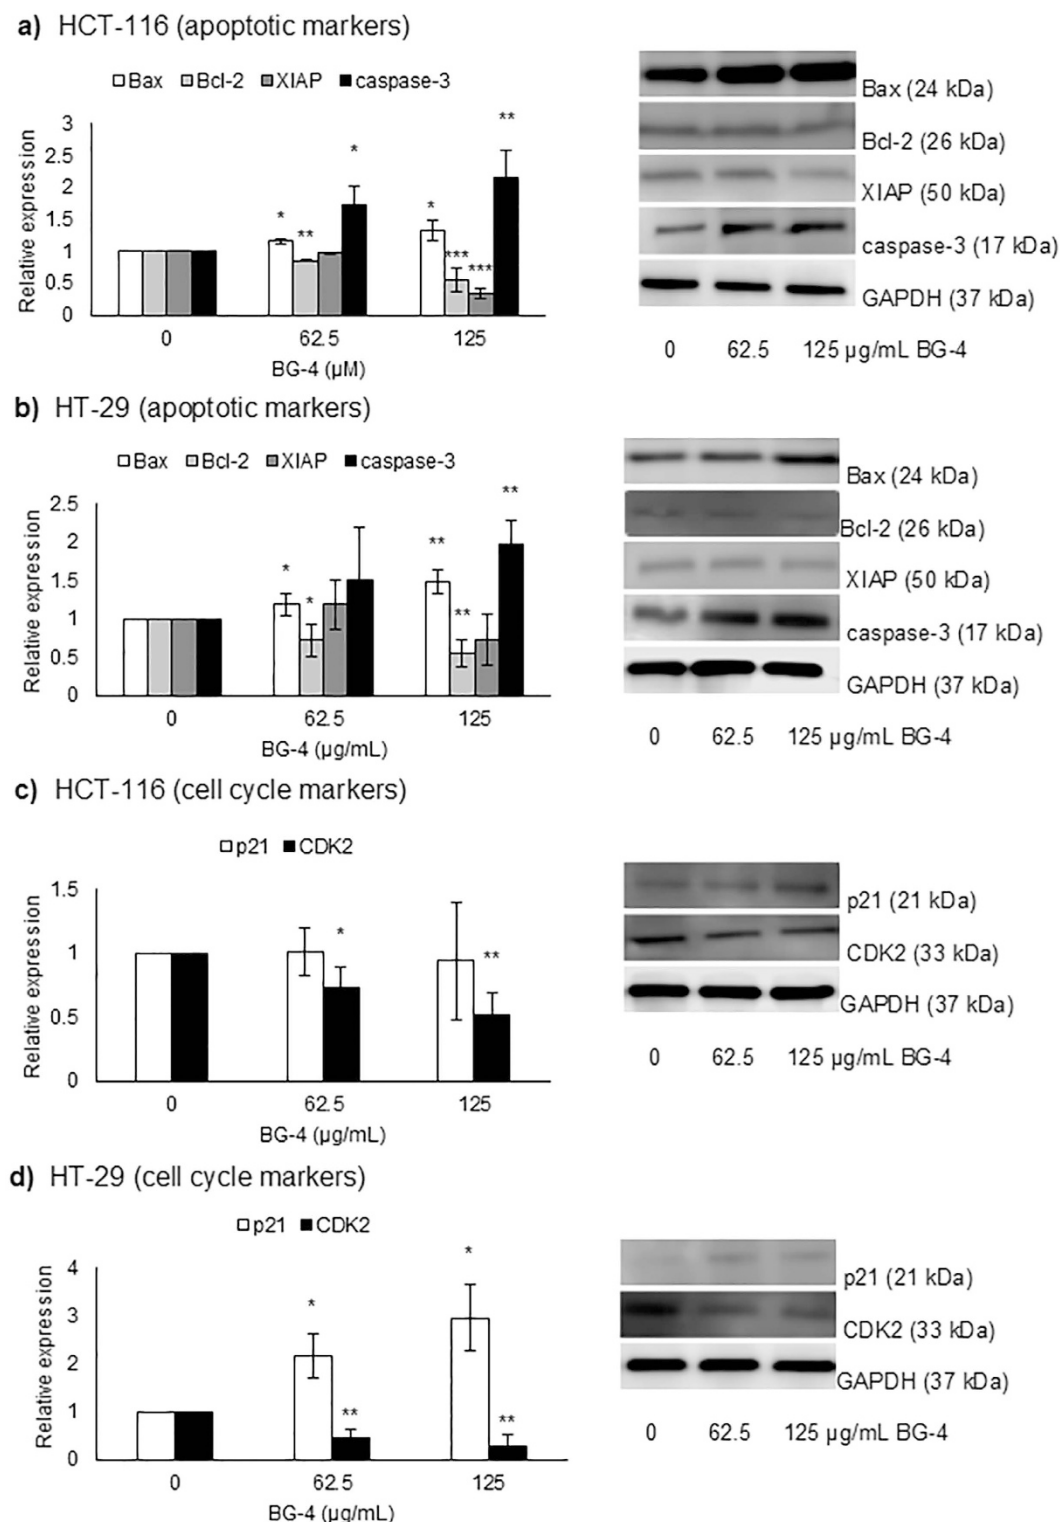 a) HCT-116 (apoptotic markers)
Bax Bcl-2 XIAP caspase-3
Relative expression
3
2.5
2
1.5
1
0.5
0
* ** *
* *** *** **
0 62.5 125
BG-4 (µM)
Bax (24 kDa)
Bcl-2 (26 kDa)
XIAP (50 kDa)
caspase-3 (17 kDa)
GAPDH (37 kDa)
0 62.5 125 µg/mL BG-4
b) HT-29 (apoptotic markers)
Bax Bcl-2 XIAP caspase-3
Relative expression
2.5
2
1.5
1
0.5
0
* *
** ** **
0 62.5 125
BG-4 (µg/mL)
Bax (24 kDa)
Bcl-2 (26 kDa)
XIAP (50 kDa)
caspase-3 (17 kDa)
GAPDH (37 kDa)
0 62.5 125 µg/mL BG-4
c) HCT-116 (cell cycle markers)
p21 CDK2
Relative expression
1.5
1
0.5
0
*
**
0 62.5 125
BG-4 (µg/mL)
p21 (21 kDa)
CDK2 (33 kDa)
GAPDH (37 kDa)
0 62.5 125 µg/mL BG-4
d) HT-29 (cell cycle markers)
p21 CDK2
Relative expression
4
3
2
1
0
* **
* **
0 62.5 125
BG-4 (µg/mL)
p21 (21 kDa)
CDK2 (33 kDa)
GAPDH (37 kDa)
0 62.5 125 µg/mL BG-4